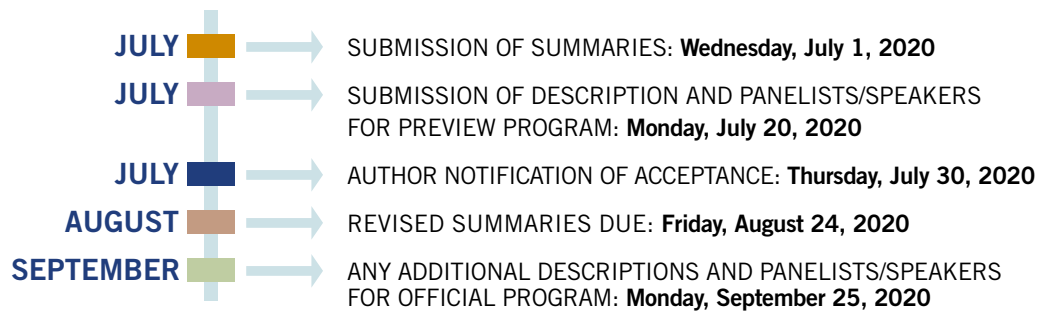 JULY SUBMISSION OF SUMMARIES: Wednesday, July 1, 2020
JULY SUBMISSION OF DESCRIPTION AND PANELISTS/SPEAKERS
FOR PREVIEW PROGRAM: Monday, July 20, 2020
JULY AUTHOR NOTIFICATION OF ACCEPTANCE: Thursday, July 30, 2020
AUGUST REVISED SUMMARIES DUE: Friday, August 24, 2020
SEPTEMBER ANY ADDITIONAL DESCRIPTIONS AND PANELISTS/SPEAKERS
FOR OFFICIAL PROGRAM: Monday, September 25, 2020